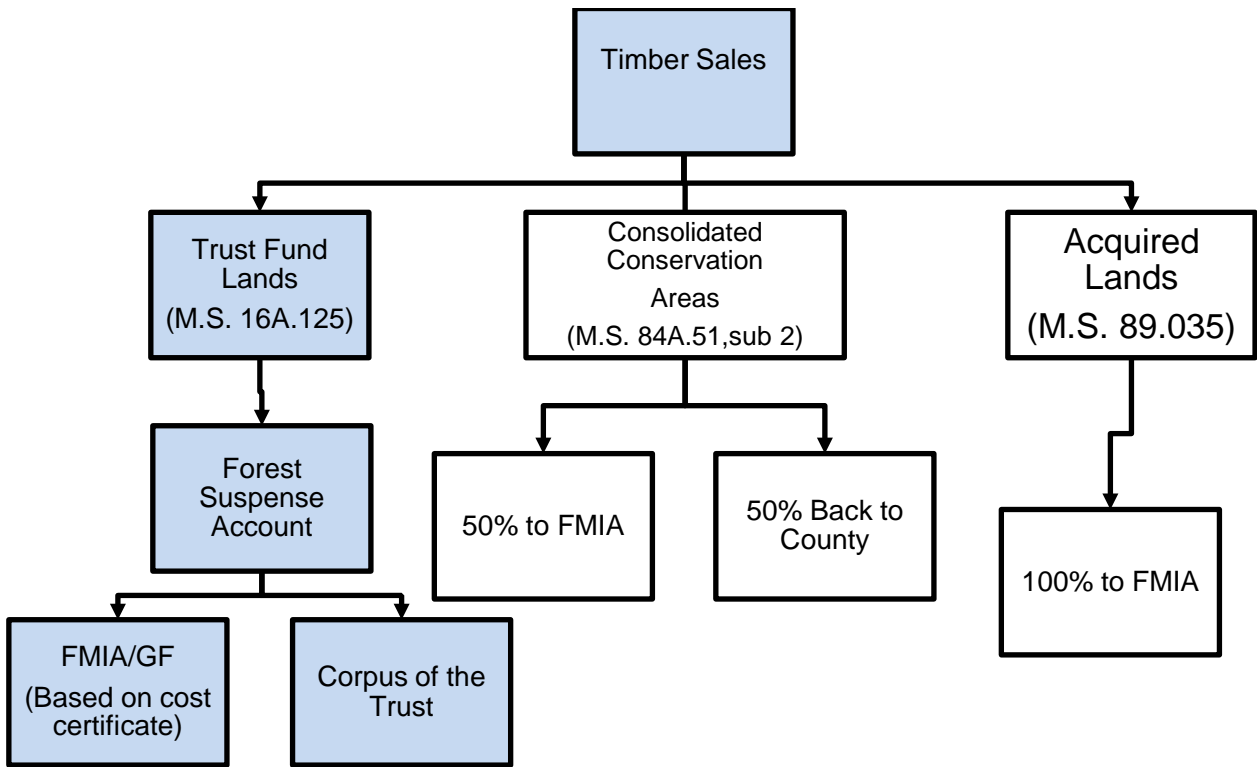 Timber Sales
Trust Fund
Lands
(M.S. 16A.125)
Consolidated
Conservation
Areas
(M.S. 84A.51,sub 2)
Acquired
Lands
(M.S. 89.035)
Forest
Suspense
Account
50% to FMIA
50% Back to
County
100% to FMIA
FMIA/GF
(Based on cost
certificate)
Corpus of the
Trust